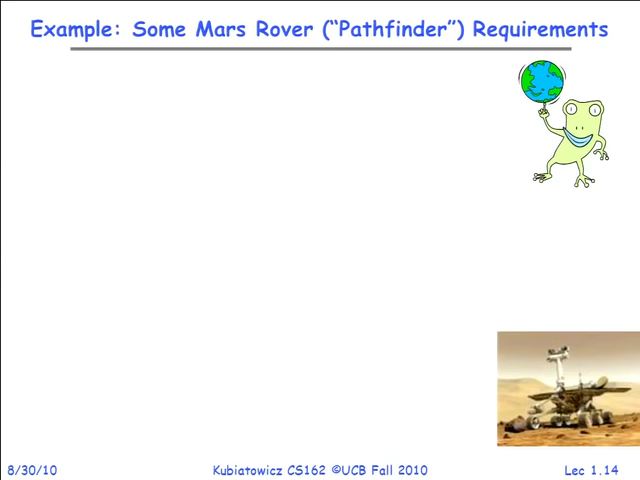 Example: Some Mars Rover (“Pathfinder”) Requirements
8/30/10 Kubiatowicz CS162 ©UCB Fall 2010 Lec 1.14